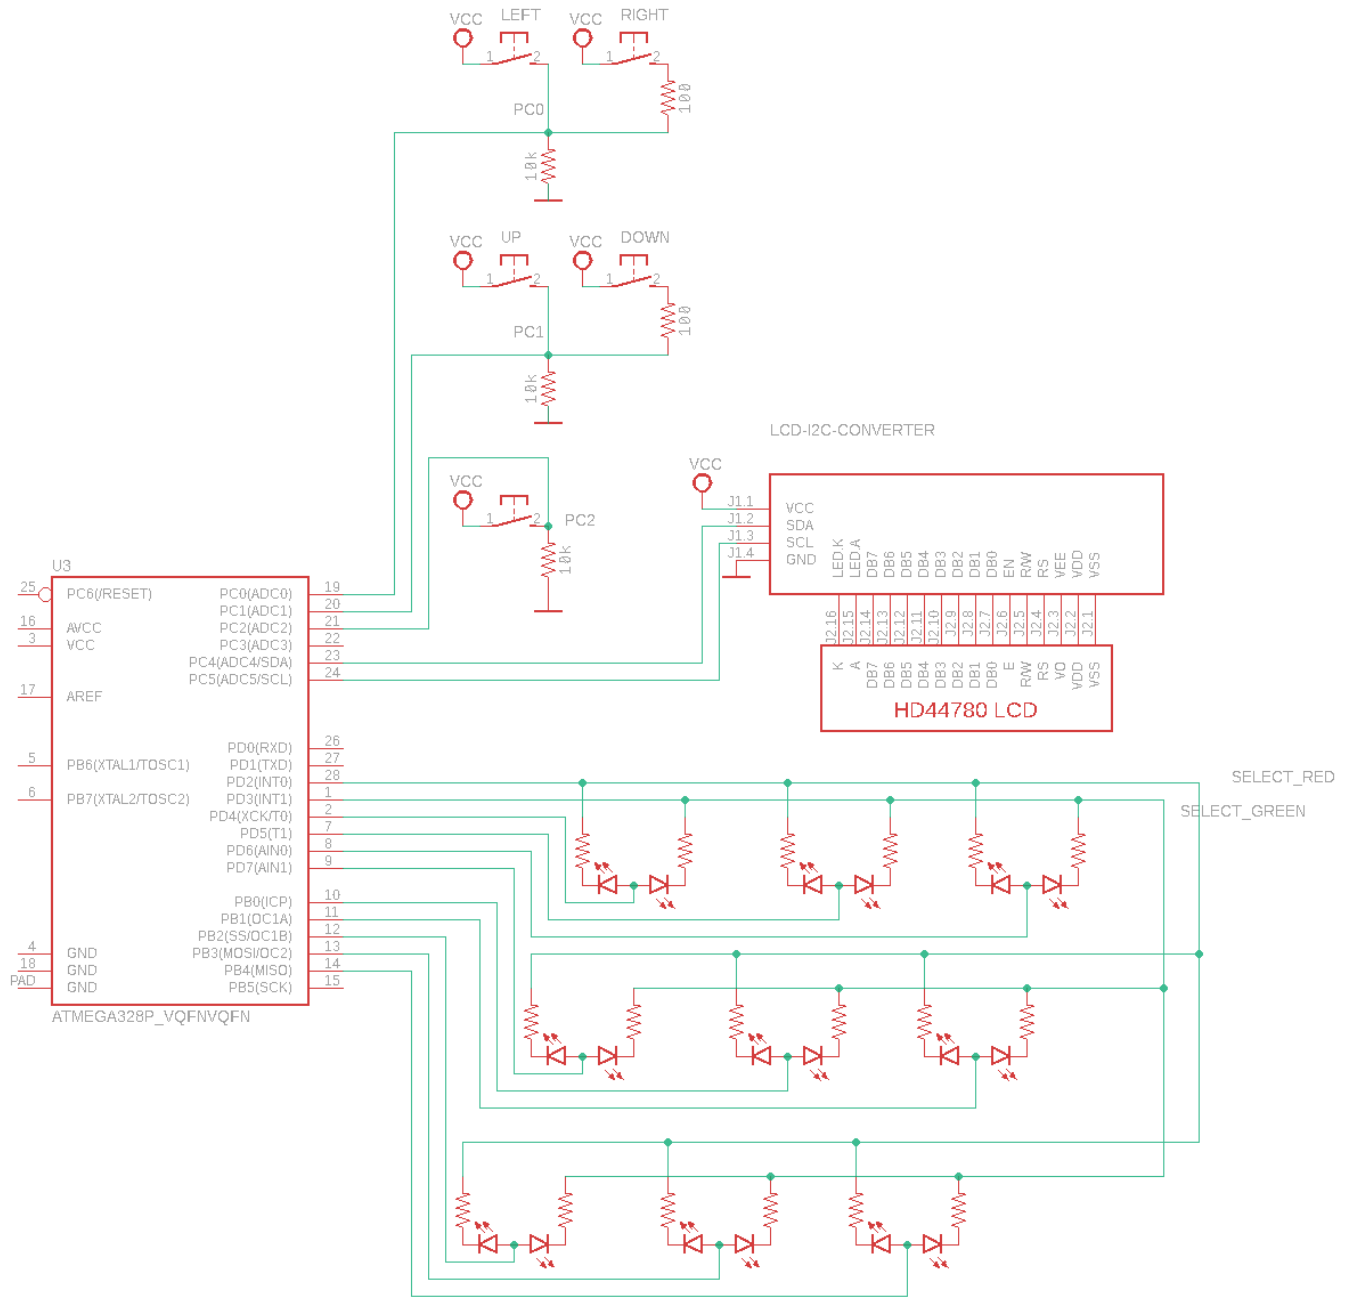 VCC LEFT VCC RIGHT
1 2 1 2
100
PC0
10k
VCC UP VCC DOWN
1 2 1 2
100
PC1
10k
VCC
1 2 PC2
10k
LCD-I2C-CONVERTER
VCC
J1.1 VCC
J1.2 SDA
J1.3 SCL
J1.4 GND
LED.K LED.A DB7 DB6 DB5 DB4 DB3 DB2 DB1 DB0 EN R/W RS VEE VDD VSS
J2.16 J2.15 J2.14 J2.13 J2.12 J2.11 J2.10 J2.9 J2.8 J2.7 J2.6 J2.5 J2.4 J2.3 J2.2 J2.1
K A DB7 DB6 DB5 DB4 DB3 DB2 DB1 DB0 E R/W RS VO VDD VSS
HD44780 LCD
U3
25 PC6(/RESET) PC0(ADC0) 19
PC1(ADC1) 20
16 AVCC PC2(ADC2) 21
3 VCC PC3(ADC3) 22
PC4(ADC4/SDA) 23
PC5(ADC5/SCL) 24
17 AREF
PD0(RXD) 26
5 PB6(XTAL1/TOSC1) PD1(TXD) 27
PD2(INT0) 28
6 PB7(XTAL2/TOSC2) PD3(INT1) 1
PD4(XCK/T0) 2
PD5(T1) 7
PD6(AIN0) 8
PD7(AIN1) 9
PB0(ICP) 10
PB1(OC1A) 11
PB2(SS/OC1B) 12
4 GND PB3(MOSI/OC2) 13
18 GND PB4(MISO) 14
PAD GND PB5(SCK) 15
ATMEGA328P_VQFNVQFN
SELECT_RED
SELECT_GREEN